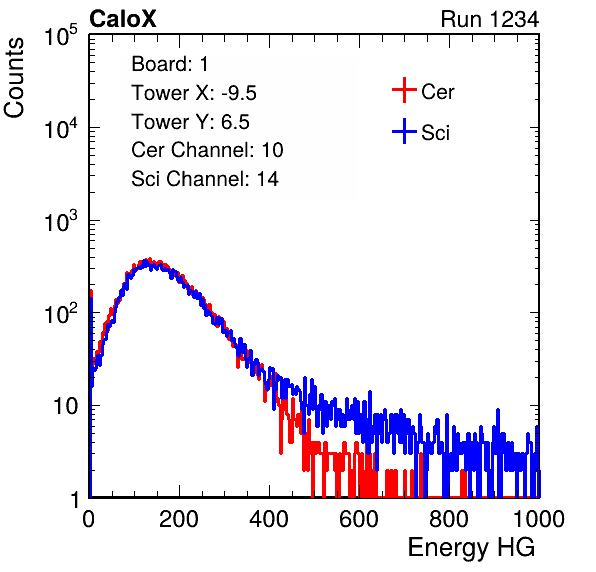 CaloX Run 1234
Counts
Board: 1
Tower X: -9.5
Tower Y: 6.5
Cer Channel: 10
Sci Channel: 14
Cer
Sci
10^5
10^4
10^3
10^2
10
1
0 200 400 600 800 1000
Energy HG